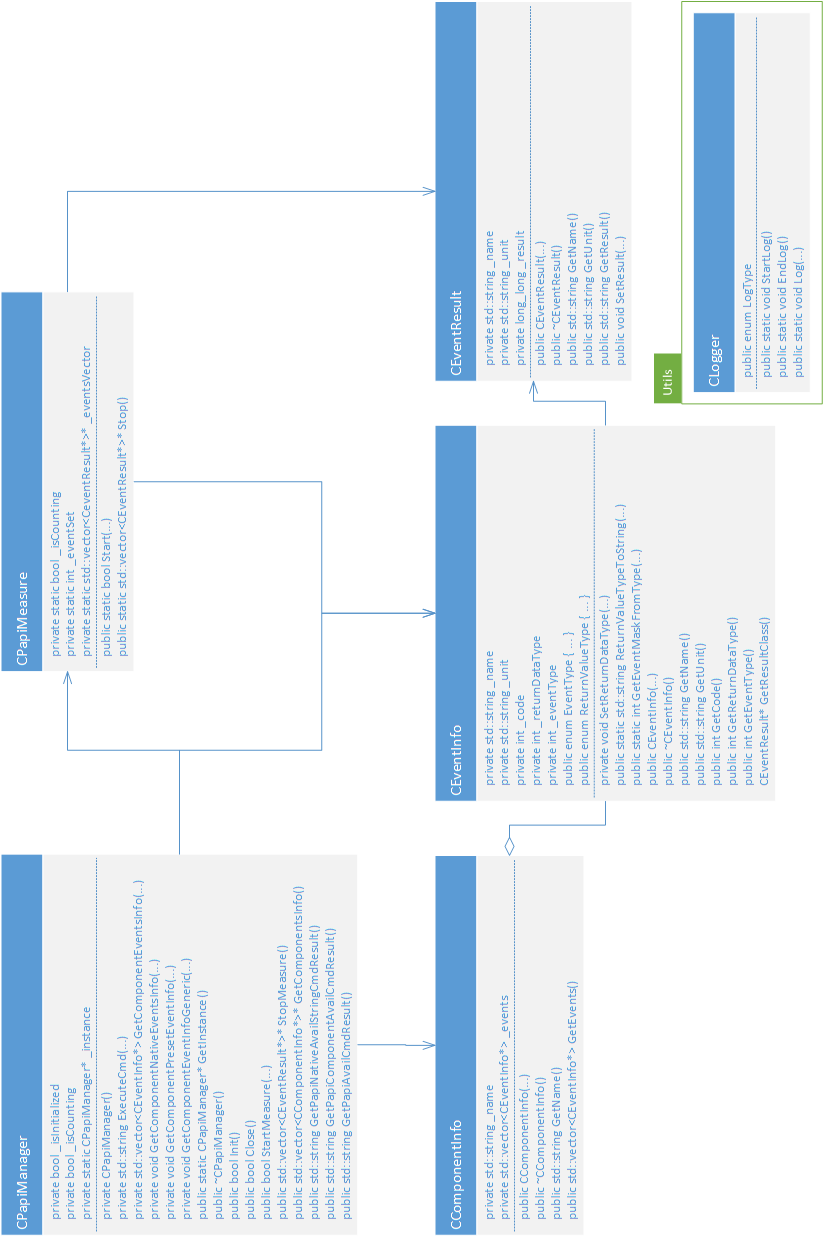 CPapiManager
private bool _isInitialized
private bool _isCounting
private static CPapiManager* _instance
private CPapiManager()
private std::string ExecuteCmd(...)
private std::vector<CEventInfo*> GetComponentEventsInfo(...)
private void GetComponentNativeEventsInfo(...)
private void GetComponentPresetEventInfo(...)
private void GetComponentEventInfoGeneric(...)
public static CPapiManager* GetInstance()
public ~CPapiManager()
public bool Init()
public bool Close()
public bool StartMeasure(...)
public std::vector<CEventResult*>* StopMeasure()
public std::vector<CComponentInfo*>* GetComponentsInfo()
public std::string GetPapiNativeAvailStringCmdResult()
public std::string GetPapiComponentAvailCmdResult()
public std::string GetPapiAvailCmdResult()
CPapiMeasure
private static bool _isCounting
private static int _eventSet
private static std::vector<CeventResult*>* _eventsVector
public static bool Start(...)
public static std::vector<CEventResult*>* Stop()
CComponentInfo
private std::string _name
private std::vector<CEventInfo*> _events
public CComponentInfo(...)
public ~CComponentInfo()
public std::string GetName()
public std::vector<CEventInfo*> GetEvents()
CEventInfo
private std::string _name
private std::string _unit
private int _code
private int _returnDataType
private int _eventType
public enum EventType { ... }
public enum ReturnValueType { ... }
private void SetReturnDataType(...)
public static std::string ReturnValueTypeToString(...)
public static int GetEventMaskFromType(...)
public CEventInfo(...)
public ~CEventInfo()
public std::string GetName()
public std::string GetUnit()
public int GetCode()
public int GetReturnDataType()
public int GetEventType()
CEventResult* GetResultClass()
CEventResult
private std::string _name
private std::string _unit
private long_long _result
public CEventResult(...)
public ~CEventResult()
public std::string GetName()
public std::string GetUnit()
public std::string GetResult()
public void SetResult(...)
Utils
CLogger
public enum LogType
public static void StartLog()
public static void EndLog()
public static void Log(...)